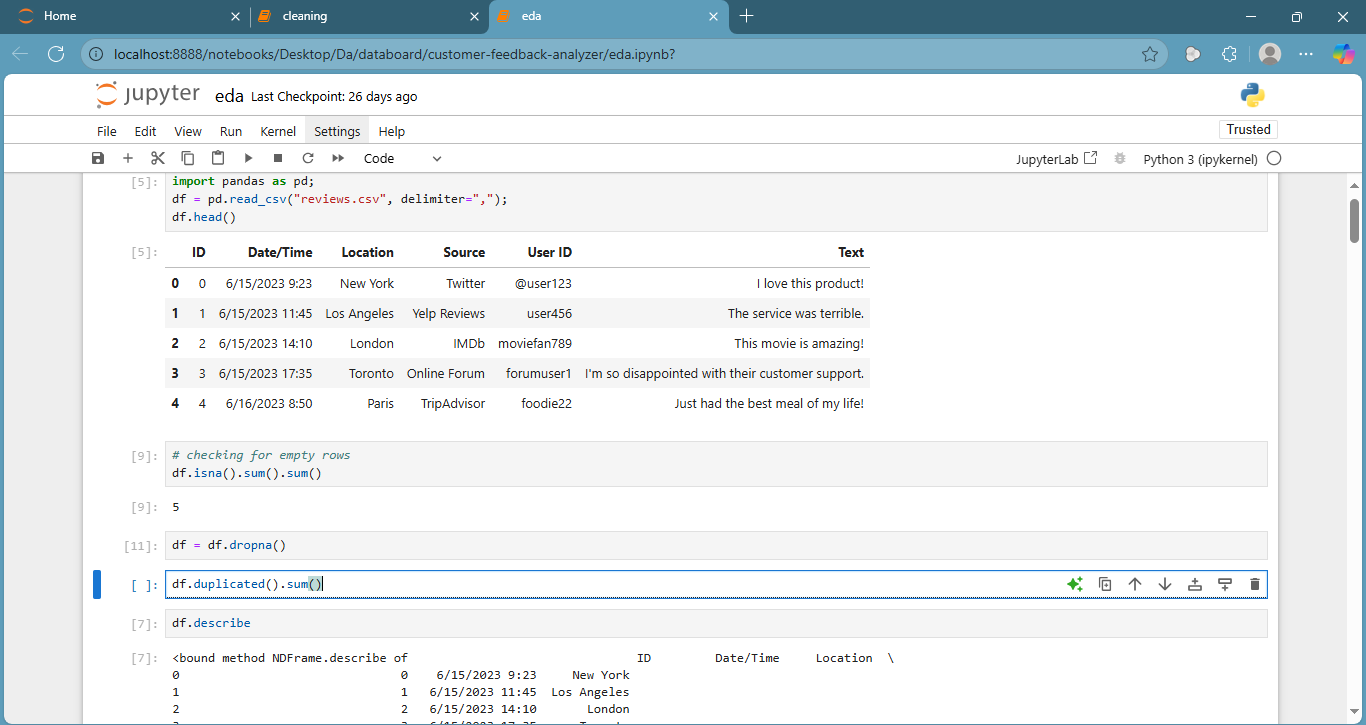 Home
cleaning
eda
localhost:8888/notebooks/Desktop/Da/databoard/customer-feedback-analyzer/eda.ipynb?
jupyter eda Last Checkpoint: 26 days ago
File Edit View Run Kernel Settings Help
Trusted
Code
JupyterLab
Python 3 (ipykernel)
[5]: import pandas as pd;
df = pd.read_csv("reviews.csv", delimiter=",");
df.head()
[5]: ID Date/Time Location Source User ID Text
0 0 6/15/2023 9:23 New York Twitter @user123 I love this product!
1 1 6/15/2023 11:45 Los Angeles Yelp Reviews user456 The service was terrible.
2 2 6/15/2023 14:10 London IMDb moviefan789 This movie is amazing!
3 3 6/15/2023 17:35 Toronto Online Forum forumuser1 I'm so disappointed with their customer support.
4 4 6/16/2023 8:50 Paris TripAdvisor foodie22 Just had the best meal of my life!
[9]: # checking for empty rows
df.isna().sum().sum()
[9]: 5
[11]: df = df.dropna()
[ ]: df.duplicated().sum()
[7]: df.describe
[7]: <bound method NDFrame.describe of ID Date/Time Location \
0 0 6/15/2023 9:23 New York
1 1 6/15/2023 11:45 Los Angeles
2 2 6/15/2023 14:10 London